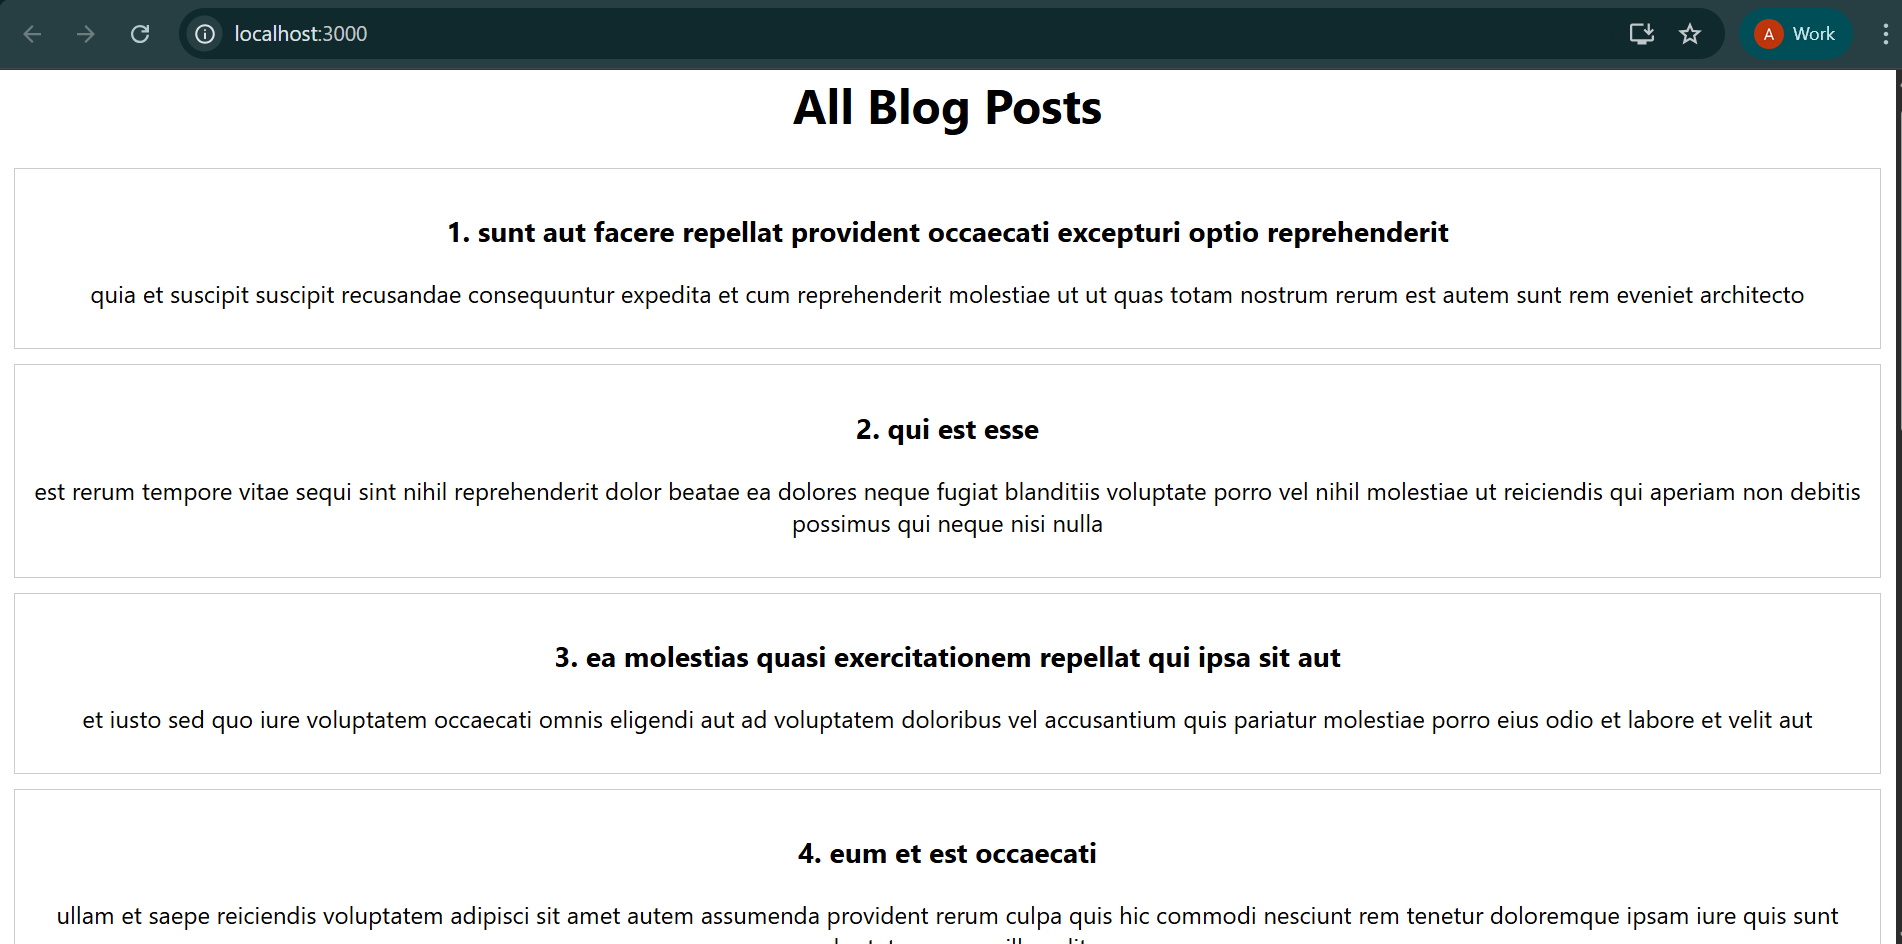 localhost:3000
A Work
All Blog Posts
1. sunt aut facere repellat provident occaecati excepturi optio reprehenderit
quia et suscipit suscipit recusandae consequuntur expedita et cum reprehenderit molestiae ut ut quas totam nostrum rerum est autem sunt rem eveniet architecto
2. qui est esse
est rerum tempore vitae sequi sint nihil reprehenderit dolor beatae ea dolores neque fugiat blanditiis voluptate porro vel nihil molestiae ut reiciendis qui aperiam non debitis
possimus qui neque nisi nulla
3. ea molestias quasi exercitationem repellat qui ipsa sit aut
et iusto sed quo iure voluptatem occaecati omnis eligendi aut ad voluptatem doloribus vel accusantium quis pariatur molestiae porro eius odio et labore et velit aut
4. eum et est occaecati
ullam et saepe reiciendis voluptatem adipisci sit amet autem assumenda provident rerum culpa quis hic commodi nesciunt rem tenetur doloremque ipsam iure quis sunt